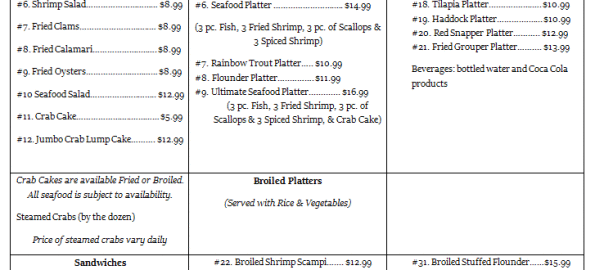 #6. Shrimp Salad.................... $8.99
#7. Fried Clams.................... $8.99
#8. Fried Calamari................ $8.99
#9. Fried Oysters.................. $8.99
#10 Seafood Salad............... $12.99
#11. Crab Cake..................... $5.99
#12. Jumbo Crab Lump Cake.......... $12.99
#6. Seafood Platter ........................ $14.99
(3 pc. Fish, 3 Fried Shrimp, 3 pc. of Scallops &
3 Spiced Shrimp)
#7. Rainbow Trout Platter..... $10.99
#8. Flounder Platter.............. $11.99
#9. Ultimate Seafood Platter............. $16.99
(3 pc. Fish, 3 Fried Shrimp, 3 pc. of
Scallops & 3 Spiced Shrimp, & Crab Cake)
#18. Tilapia Platter.....................$10.99
#19. Haddock Platter...................$10.99
#20. Red Snapper Platter........... $12.99
#21. Fried Grouper Platter.......... $13.99
Beverages: bottled water and Coca Cola
products
Crab Cakes are available Fried or Broiled.
All seafood is subject to availability.
Steamed Crabs (by the dozen)
Price of steamed crabs vary daily
Broiled Platters
(Served with Rice & Vegetables)
Sandwiches
#22. Broiled Shrimp Scampi....... $12.99
#31. Broiled Stuffed Flounder......$15.99